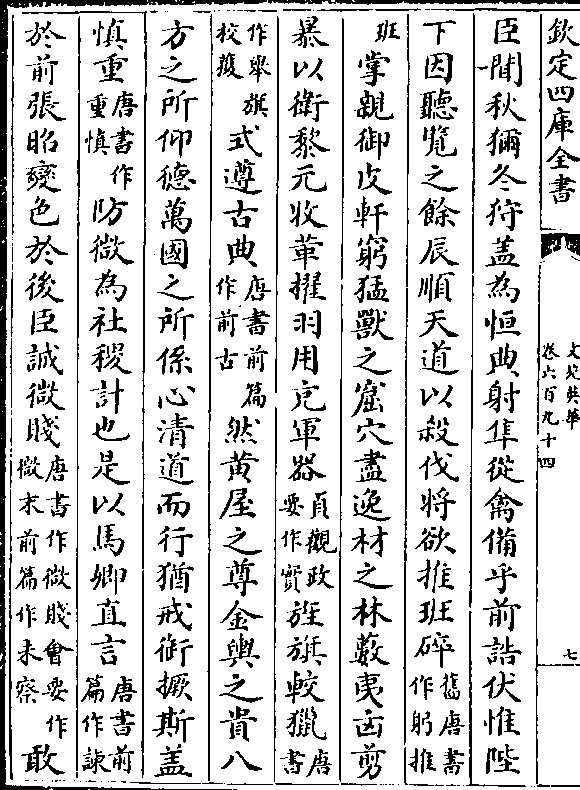 欽定四庫全書
文苑英華
卷六百九十四
七
臣聞秋獮冬狩蓋為恒典射隼從禽備乎前誥伏惟陛
下因聽覽之餘辰順天道以殺伐將欲推班碎舊唐書作躬推
班掌親御皮軒窮猛獸之窟穴盡逸材之林藪夷凶剪
暴以衛黎元收革擢羽用充軍器貞觀政要作實旌旗較獵唐書
作舉旗校獲式遵古典唐書前篇作前古然黄屋之尊金輿之貴八
方之所仰德萬國之所係心清道而行猶戒銜橛斯蓋
慎重唐書作重慎防微為社稷計也是以馬卿直言唐書前篇作諫
於前張昭變色於後臣誠微賤唐書作微賤會要作微末前篇作未察敢